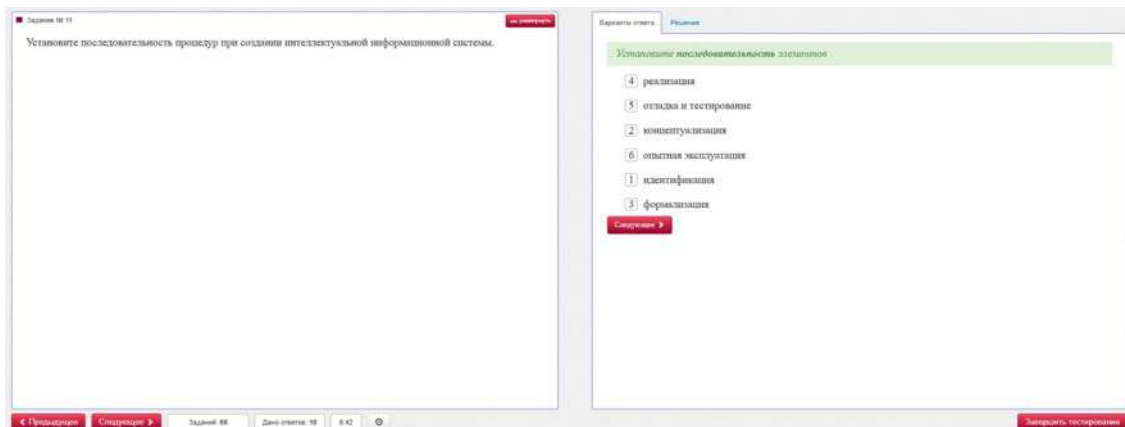 Задание № 11
развернуть
Установите последовательность процедур при создании интеллектуальной информационной системы.
Варианты ответа Решение
Установите последовательность элементов
4 реализация
5 отладка и тестирование
2 концептуализация
6 опытная эксплуатация
1 идентификация
3 формализация
Следующее
Предыдущее Следующее Заданий: Дано ответов: 10
Завершить тестирование